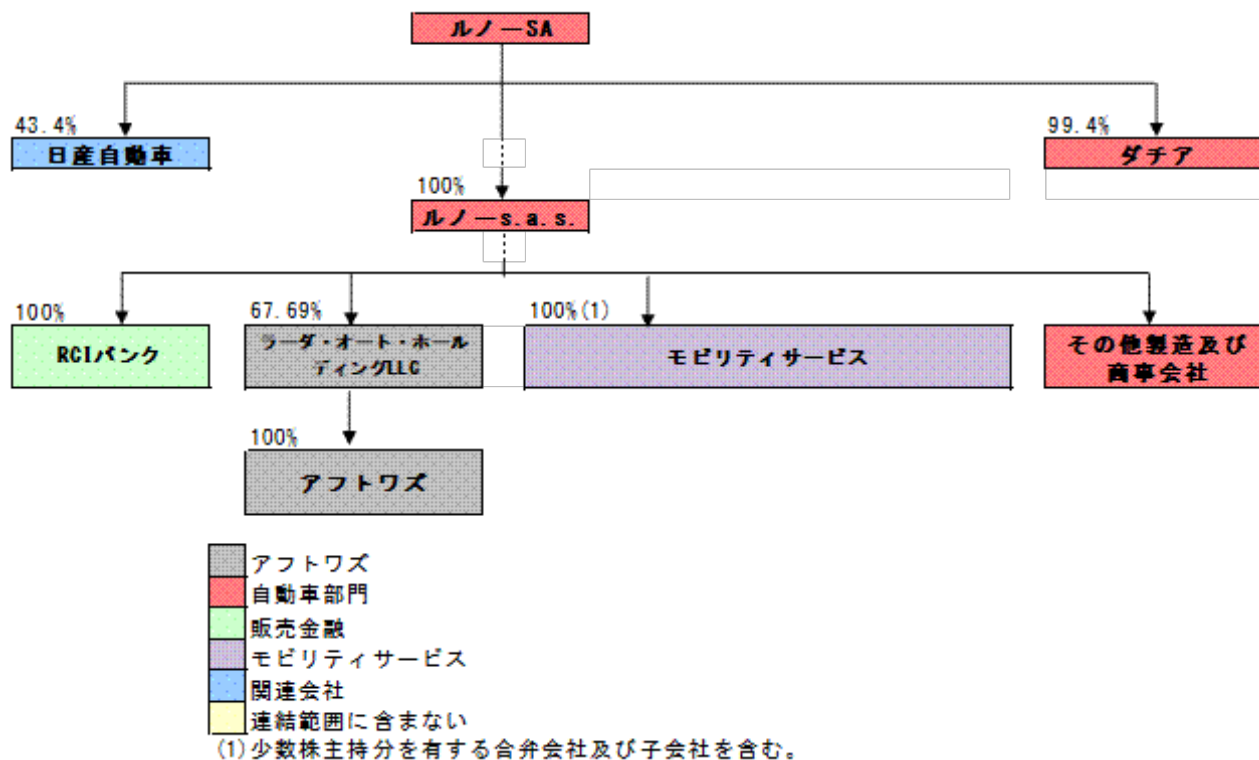 ルノーSA
43.4%
日産自動車
99.4%
ダチア
100%
ルノーs.a.s.
100%
RCIバンク
67.69%
ラーダ・オート・ホール
ディングLLC
100%(1)
モビリティサービス
その他製造及び
商事会社
100%
アフトワズ
アフトワズ
自動車部門
販売金融
モビリティサービス
関連会社
連結範囲に含まない
(1)少数株主持分を有する合弁会社及び子会社を含む。